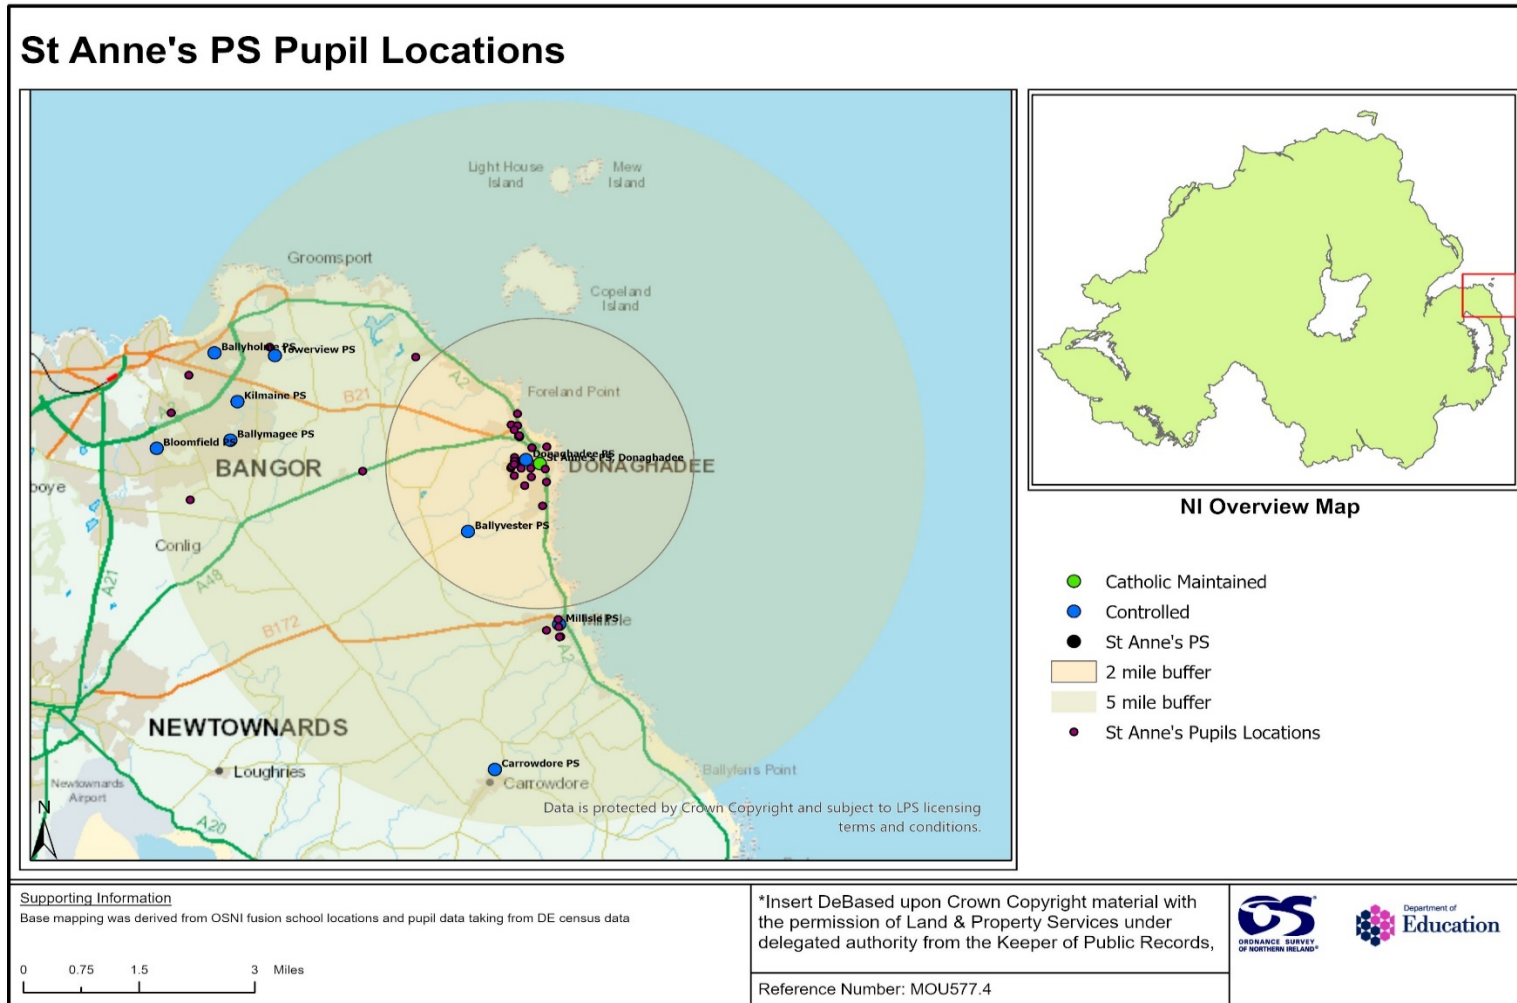 St Anne's PS Pupil Locations
Light House
Island
Mew
Island
Groomsport
Copeland
Island
Ballyholme PS
Towerview PS
A2
Foreland Point
B21
Kilmaine PS
A2
Ballymagee PS
Bloomfield PS
BANGOR
Donaghadee PS
St Anne's PS, Donaghadee
DONAGHADEE
Ballyvester PS
Conlig
A21
A48
B172
Millisle PS
Millisle
A2
NEWTOWNARDS
Loughries
Newtownards
Airport
Carrowdore PS
Carrowdore
Ballyferis Point
A20
N
Data is protected by Crown Copyright and subject to LPS licensing
terms and conditions.
NI Overview Map
Catholic Maintained
Controlled
St Anne's PS
2 mile buffer
5 mile buffer
St Anne's Pupils Locations
Supporting Information
Base mapping was derived from OSNI fusion school locations and pupil data taking from DE census data
0 0.75 1.5 3 Miles
*Insert DeBased upon Crown Copyright material with
the permission of Land & Property Services under
delegated authority from the Keeper of Public Records,
Reference Number: MOU577.4
OS
ORDNANCE SURVEY
OF NORTHERN IRELAND®
Department of
Education